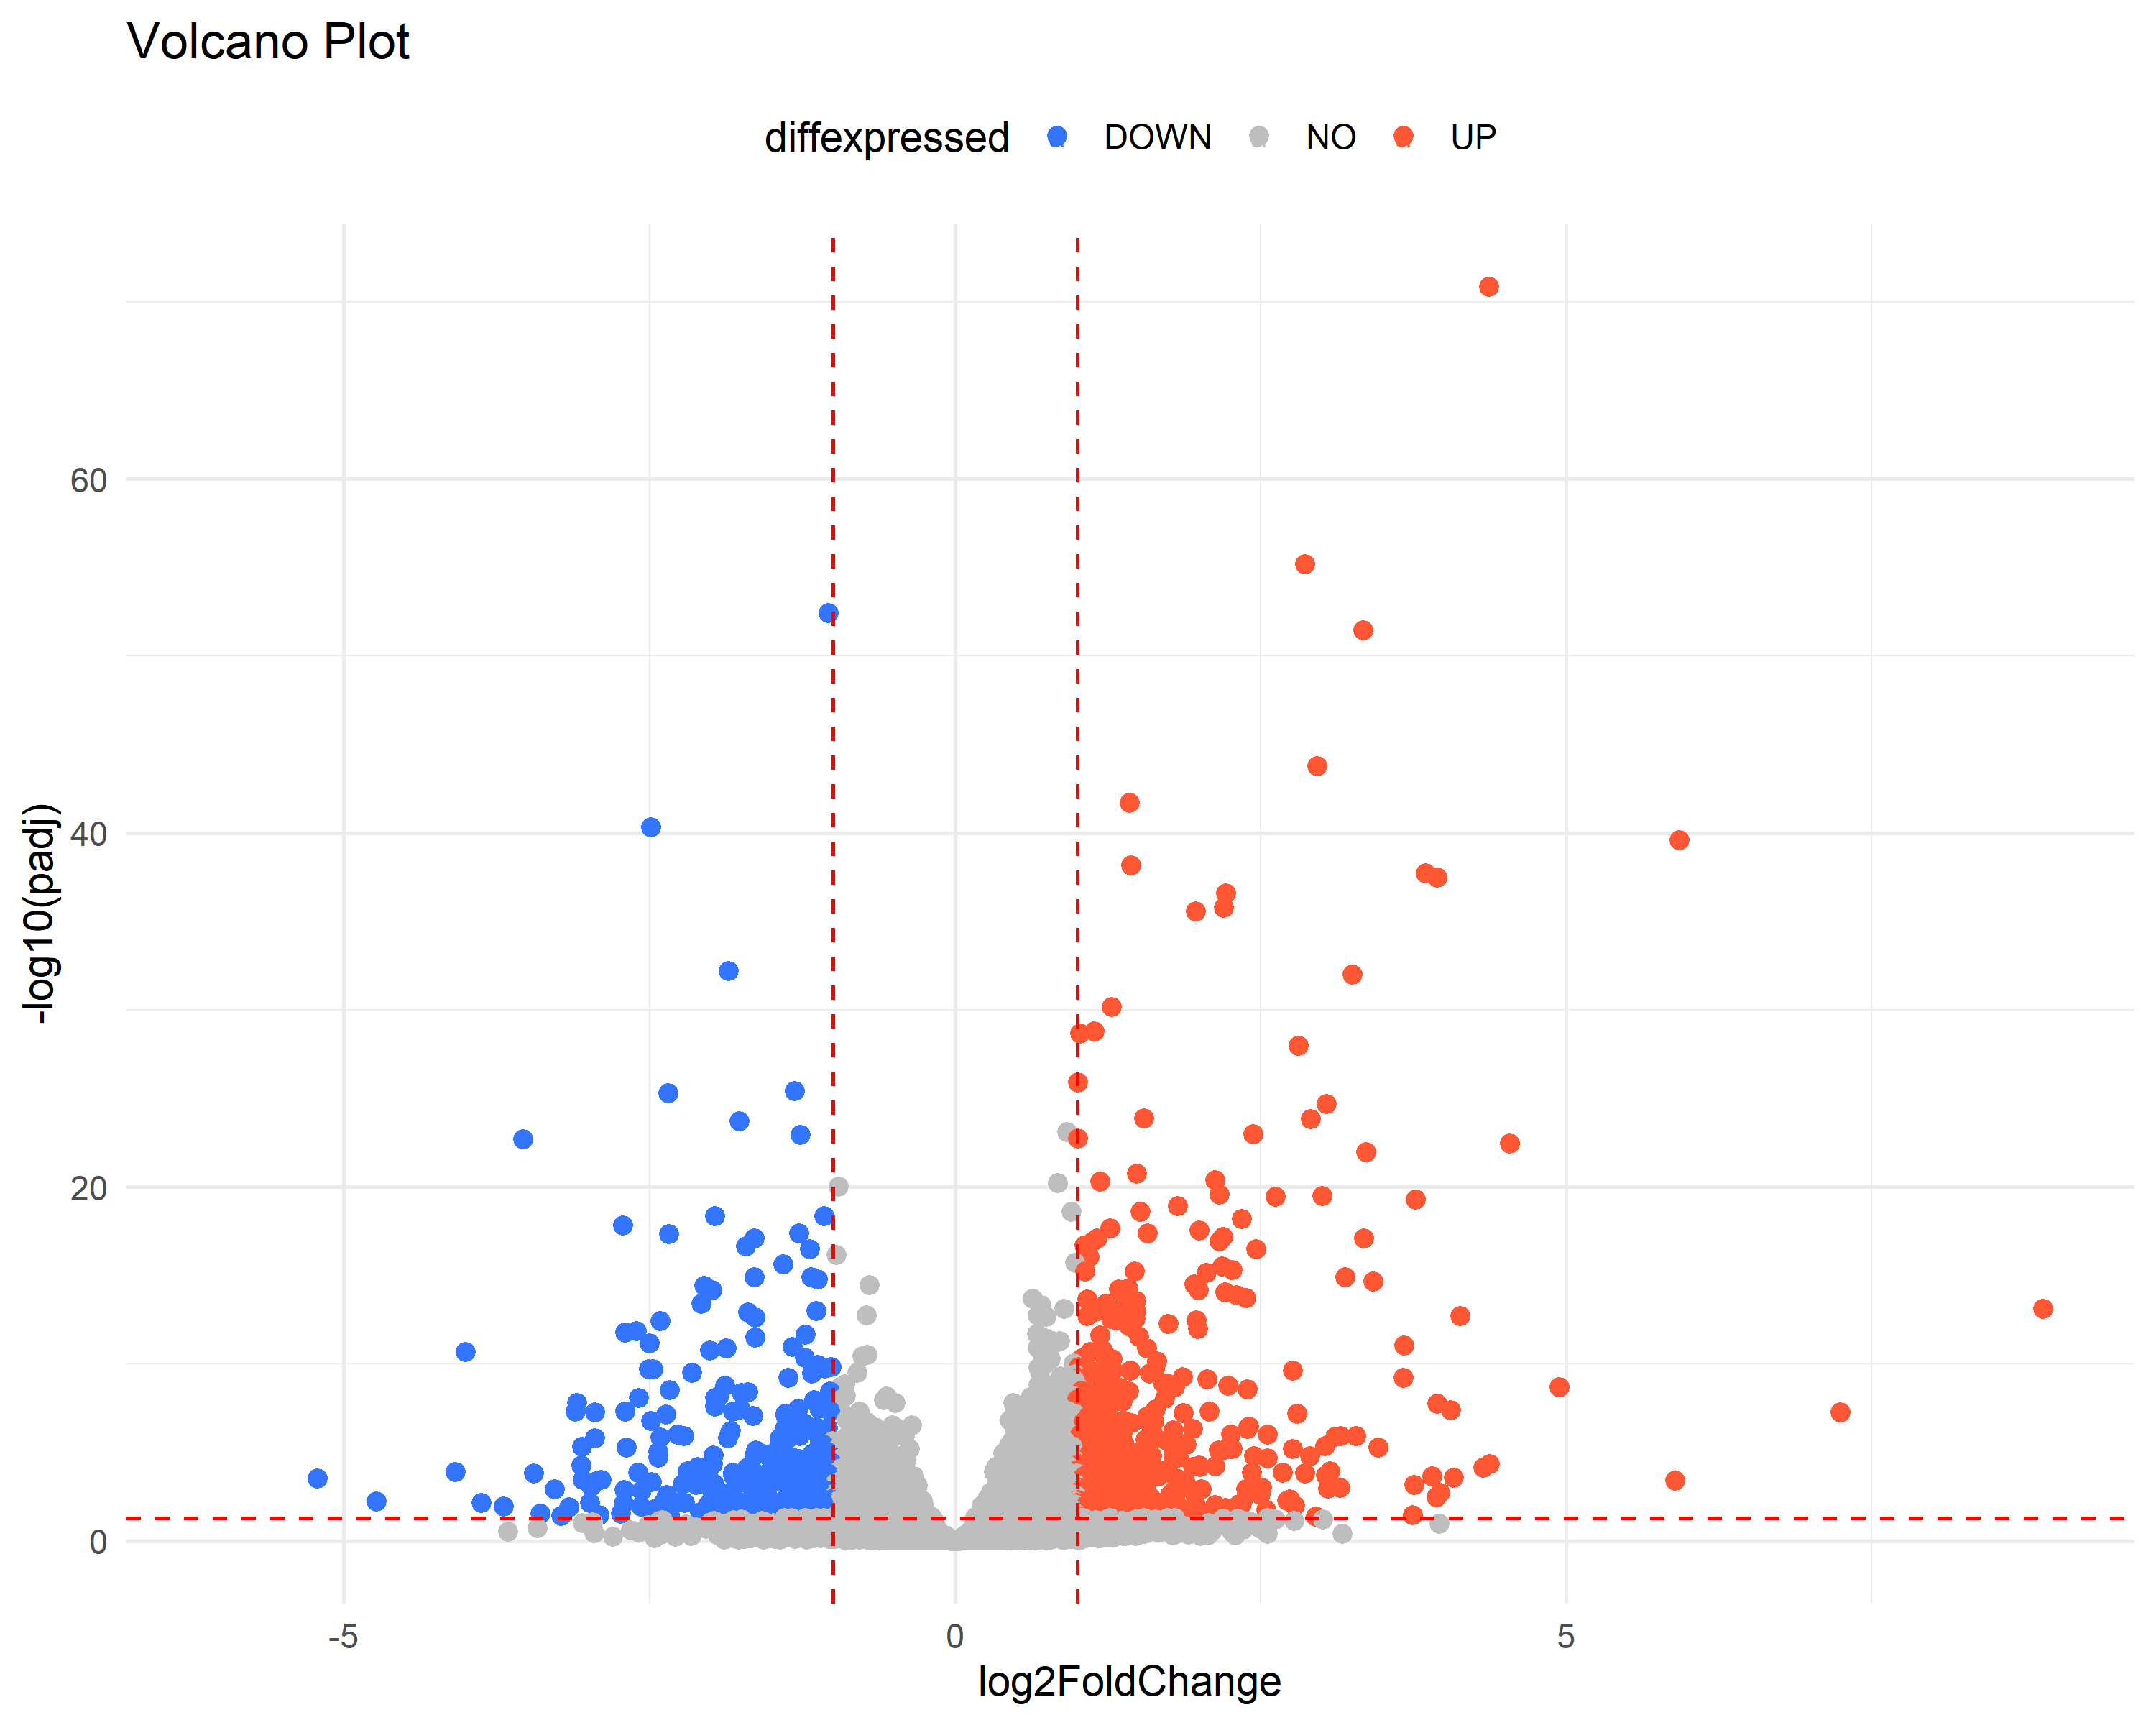 Volcano Plot
diffexpressed DOWN NO UP
60
40
20
0
-log10(padj)
-5 0 5
log2FoldChange